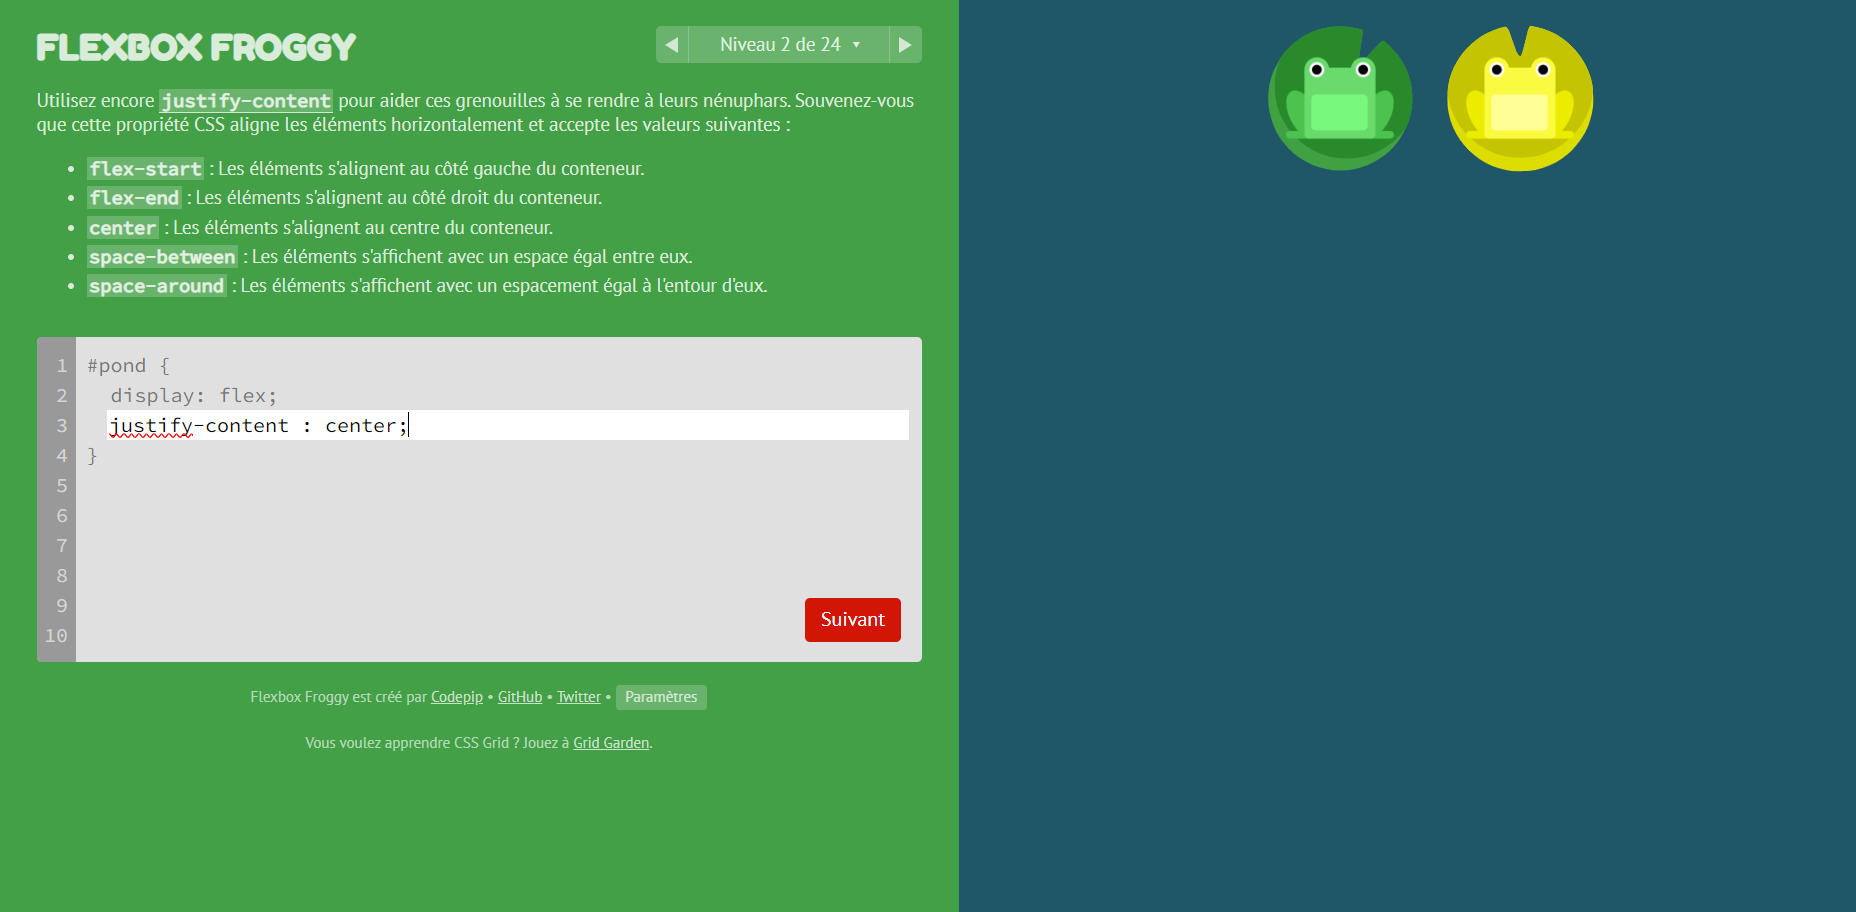 FLEXBOX FROGGY
Niveau 2 de 24 ▼
Utilisez encore justify-content pour aider ces grenouilles à se rendre à leurs nénuphars. Souvenez-vous
que cette propriété CSS aligne les éléments horizontalement et accepte les valeurs suivantes :
• flex-start : Les éléments s'alignent au côté gauche du conteneur.
• flex-end : Les éléments s'alignent au côté droit du conteneur.
• center : Les éléments s'alignent au centre du conteneur.
• space-between : Les éléments s'affichent avec un espace égal entre eux.
• space-around : Les éléments s'affichent avec un espacement égal à l'entour d'eux.
1 #pond {
2 display: flex;
3 justify-content : center;
4 }
5
6
7
8
9
10
Suivant
Flexbox Froggy est créé par Codepip • GitHub • Twitter • Paramètres
Vous voulez apprendre CSS Grid ? Jouez à Grid Garden.